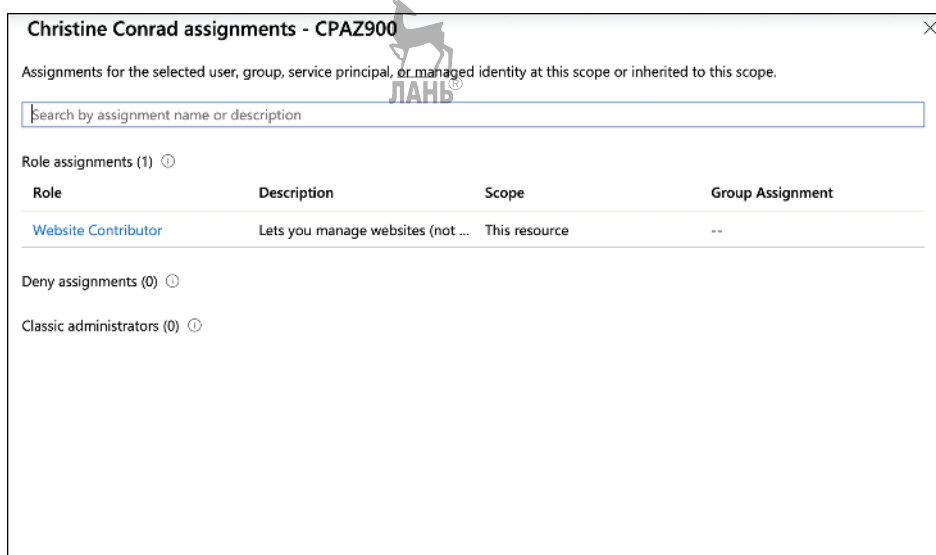 Christine Conrad assignments - CPAZ900
Assignments for the selected user, group, service principal, or managed identity at this scope or inherited to this scope.
ЛАНЬ®
Search by assignment name or description
Role assignments (1)
Role Description Scope Group Assignment
Website Contributor Lets you manage websites (not ... This resource --
Deny assignments (0)
Classic administrators (0)